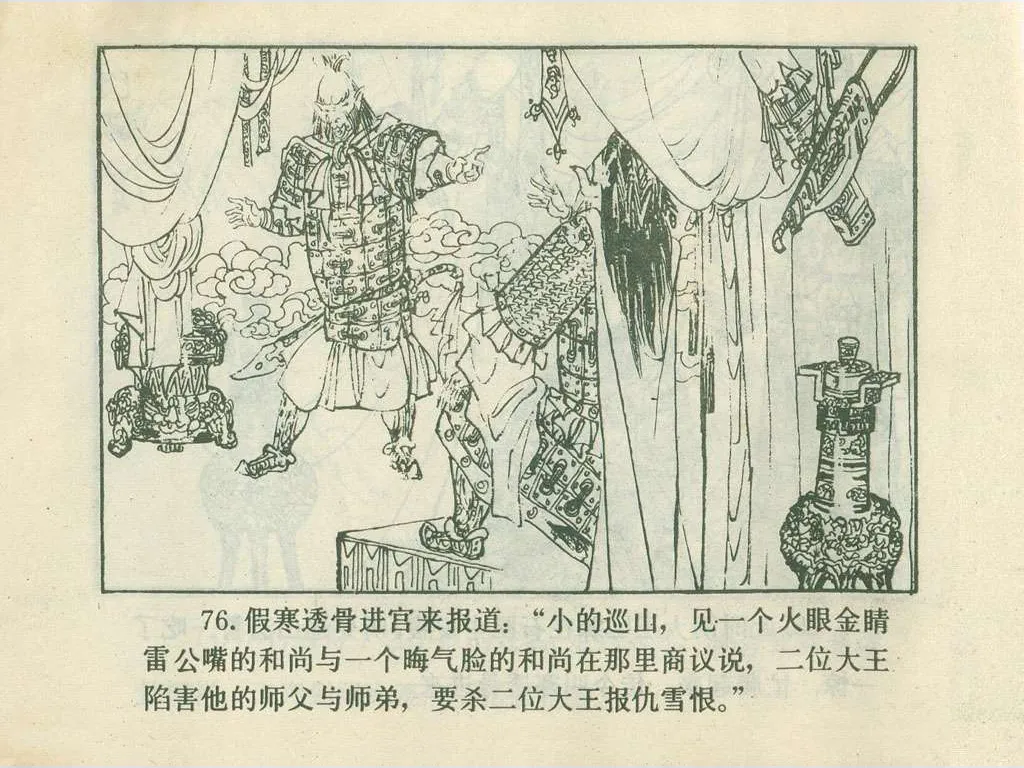 76. 假寒透骨进宫来报道：“小的巡山，见一个火眼金睛
雷公嘴的和尚与一个晦气脸的和尚在那里商议说，二位大王
陷害他的师父与师弟，要杀二位大王报仇雪恨。”